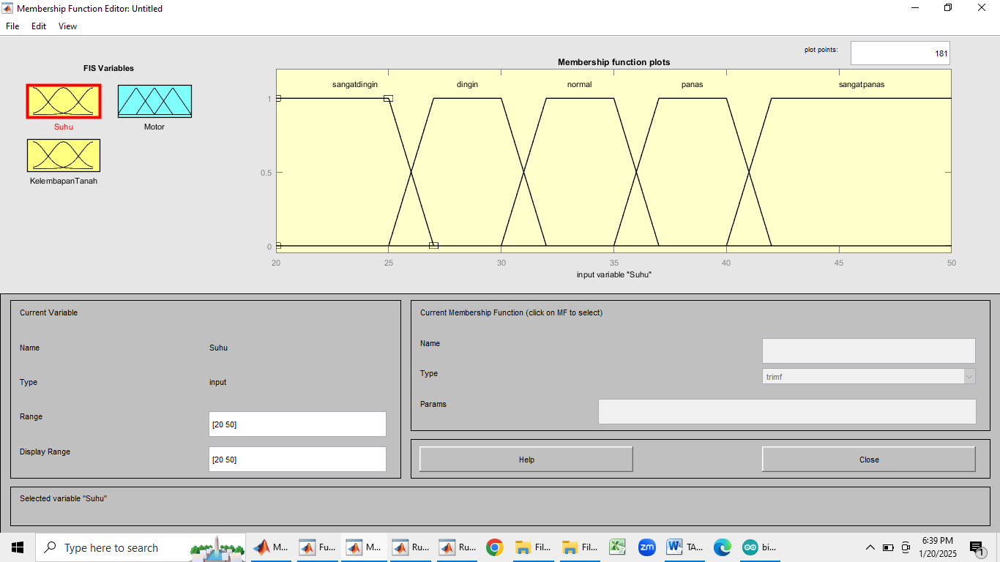 Membership Function Editor: Untitled
File Edit View
plot points: 181
FIS Variables
Membership function plots
Suhu
Motor
KelembapanTanah
sangatdingin dingin normal panas sangatpanas
1
0.5
0
20 25 30 35 40 45 50
input variable "Suhu"
Current Variable
Name Suhu
Type input
Range [20 50]
Display Range [20 50]
Current Membership Function (click on MF to select)
Name
Type trimf
Params
Help Close
Selected variable "Suhu"
Type here to search
M... Fu... M... Ru... Ru... Fil... Fil... zm W TA... bi...
6:39 PM
1/20/2025
1